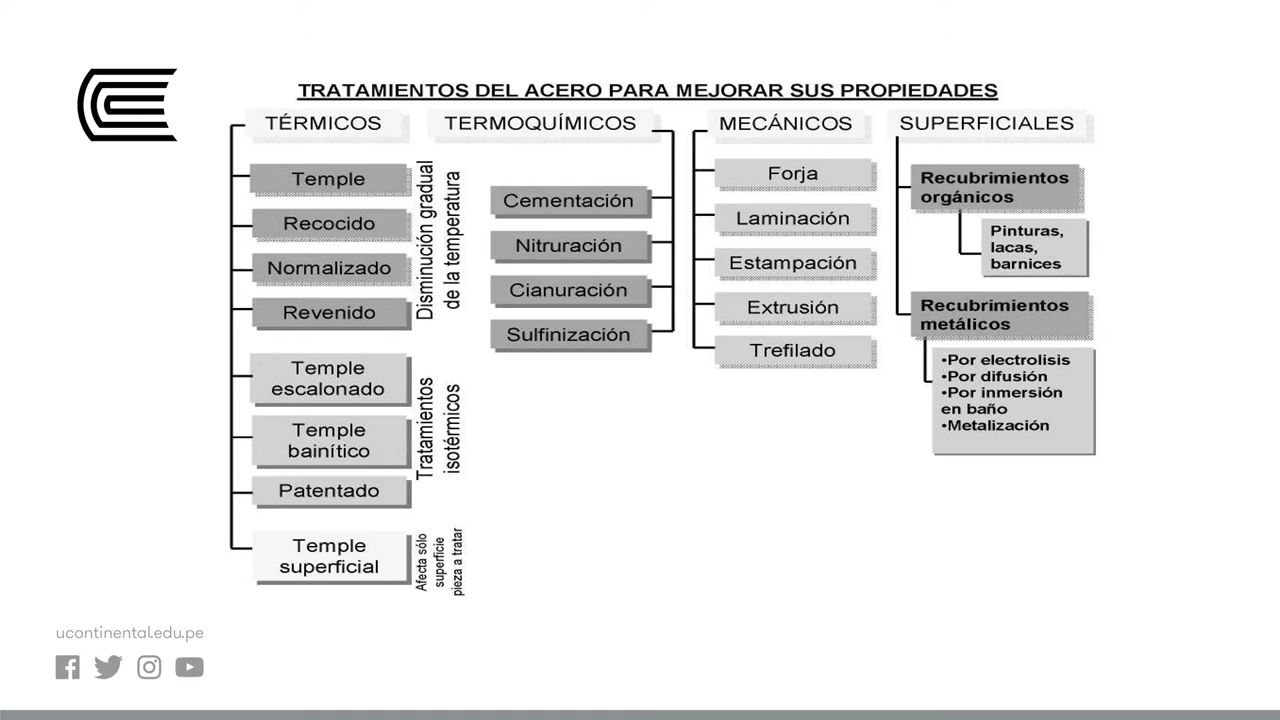 TRATAMIENTOS DEL ACERO PARA MEJORAR SUS PROPIEDADES
TÉRMICOS
Temple
Recocido
Normalizado
Revenido
Disminución gradual
de la temperatura
Temple
escalonado
Temple
bainítico
Patentado
Tratamientos
isotérmicos
Temple
superficial
Afecta sólo
superficie
pieza a tratar
TERMOQUÍMICOS
Cementación
Nitruración
Cianuración
Sulfinización
MECÁNICOS
Forja
Laminación
Estampación
Extrusión
Trefilado
SUPERFICIALES
Recubrimientos
orgánicos
Pinturas,
lacas,
barnices
Recubrimientos
metálicos
•Por electrolisis
•Por difusión
•Por inmersión
en baño
•Metalización
ucontinental.edu.pe